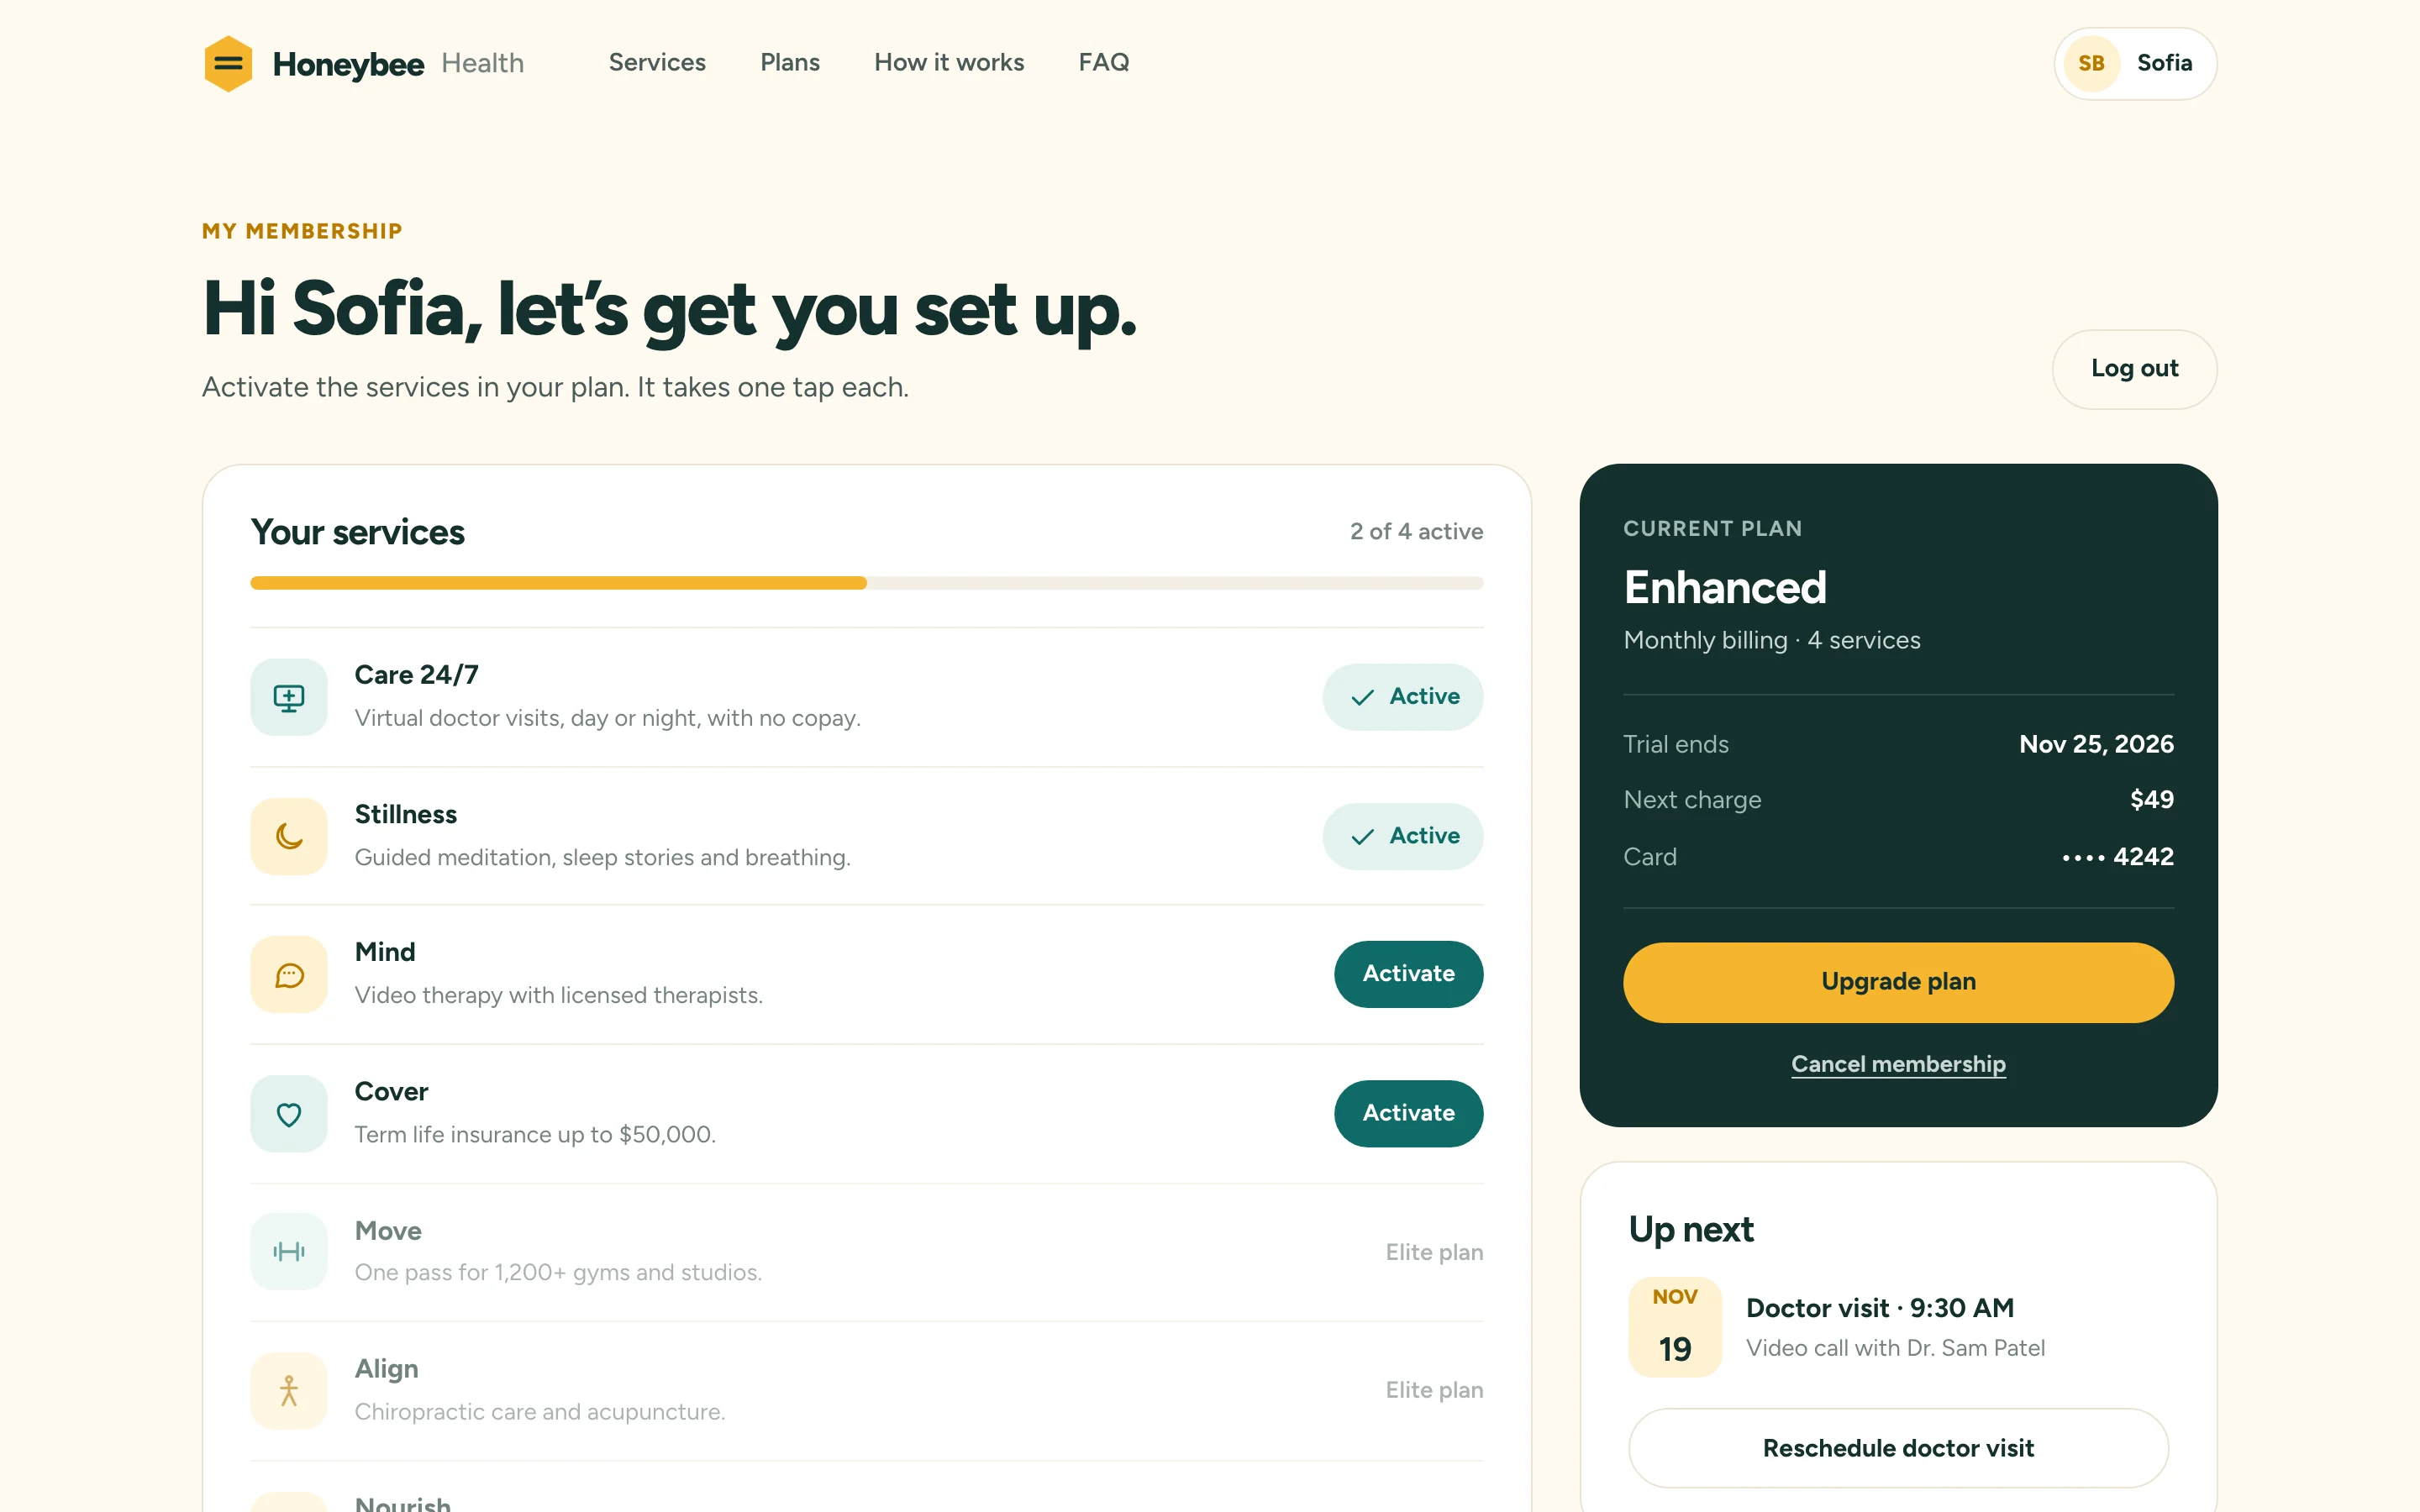 Honeybee Health
Services
Plans
How it works
FAQ
SB
Sofia
MY MEMBERSHIP
Hi Sofia, let’s get you set up.
Activate the services in your plan. It takes one tap each.
Log out
Your services
2 of 4 active
Care 24/7
Virtual doctor visits, day or night, with no copay.
Active
Stillness
Guided meditation, sleep stories and breathing.
Active
Mind
Video therapy with licensed therapists.
Activate
Cover
Term life insurance up to $50,000.
Activate
Move
One pass for 1,200+ gyms and studios.
Elite plan
Align
Chiropractic care and acupuncture.
Elite plan
Nourish
CURRENT PLAN
Enhanced
Monthly billing · 4 services
Trial ends
Nov 25, 2026
Next charge
$49
Card
•••• 4242
Upgrade plan
Cancel membership
Up next
NOV
19
Doctor visit · 9:30 AM
Video call with Dr. Sam Patel
Reschedule doctor visit